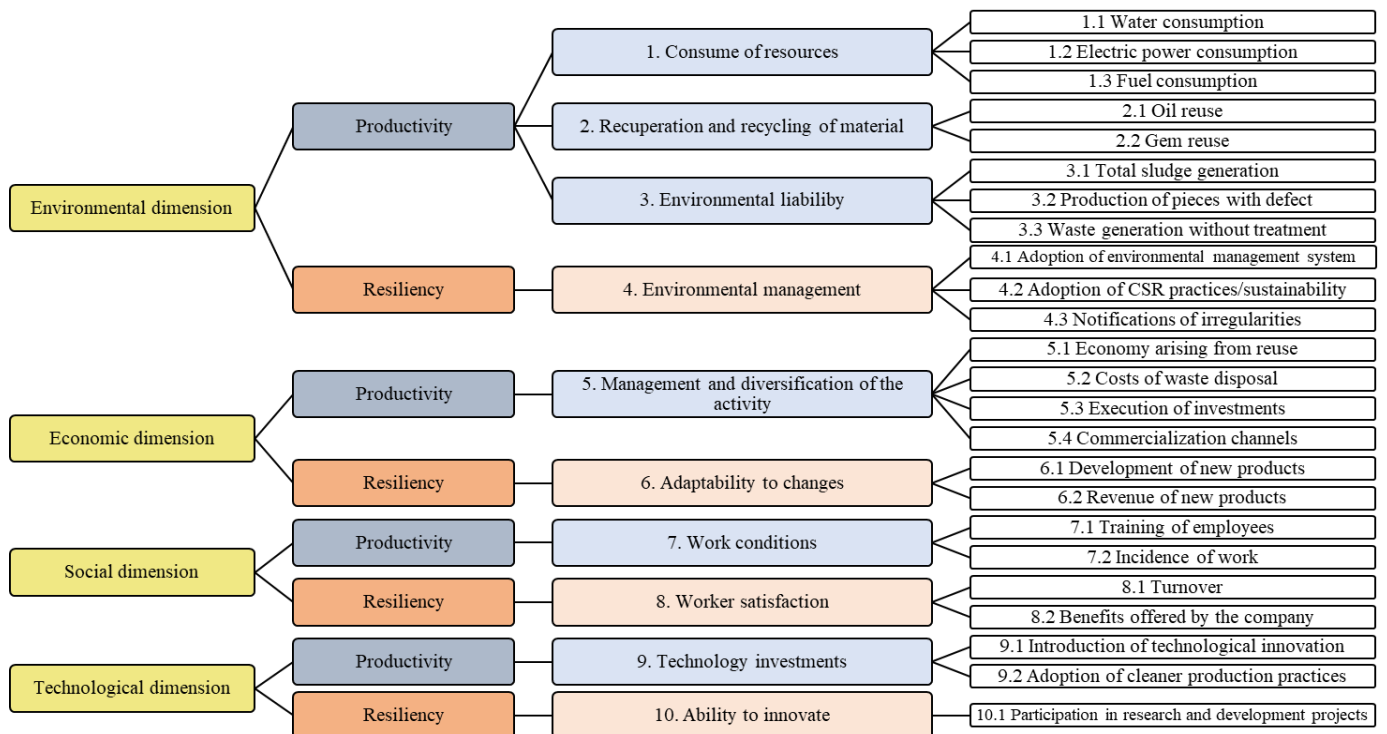 Environmental dimension
Productivity
1. Consume of resources
1.1 Water consumption
1.2 Electric power consumption
1.3 Fuel consumption
2. Recuperation and recycling of material
2.1 Oil reuse
2.2 Gem reuse
3. Environmental liabiliby
3.1 Total sludge generation
3.2 Production of pieces with defect
3.3 Waste generation without treatment
Resiliency
4. Environmental management
4.1 Adoption of environmental management system
4.2 Adoption of CSR practices/sustainability
4.3 Notifications of irregularities
Economic dimension
Productivity
5. Management and diversification of the
activity
5.1 Economy arising from reuse
5.2 Costs of waste disposal
5.3 Execution of investments
5.4 Commercialization channels
Resiliency
6. Adaptability to changes
6.1 Development of new products
6.2 Revenue of new products
Social dimension
Productivity
7. Work conditions
7.1 Training of employees
7.2 Incidence of work
Resiliency
8. Worker satisfaction
8.1 Turnover
8.2 Benefits offered by the company
Technological dimension
Productivity
9. Technology investments
9.1 Introduction of technological innovation
9.2 Adoption of cleaner production practices
Resiliency
10. Ability to innovate
10.1 Participation in research and development projects